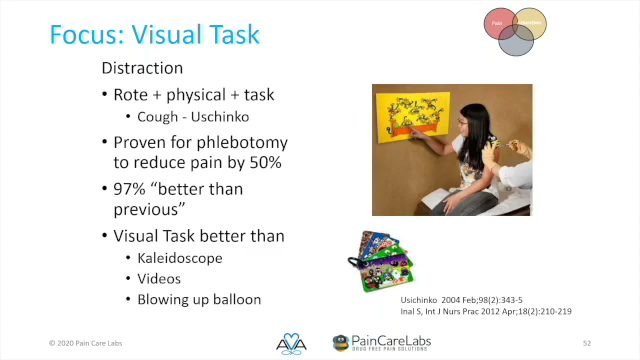 Focus: Visual Task
Pain
Distraction
• Rote + physical + task
• Cough - Uschinko
• Proven for phlebotomy
to reduce pain by 50%
• 97% “better than
previous”
• Visual Task better than
• Kaleidoscope
• Videos
• Blowing up balloon
Usichinko 2004 Feb;98(2):343-5
Inal S, Int J Nurs Prac 2012 Apr;18(2):210-219
© 2020 Pain Care Labs
AVA
PainCareLabs
DRUG FREE PAIN SOLUTIONS
52